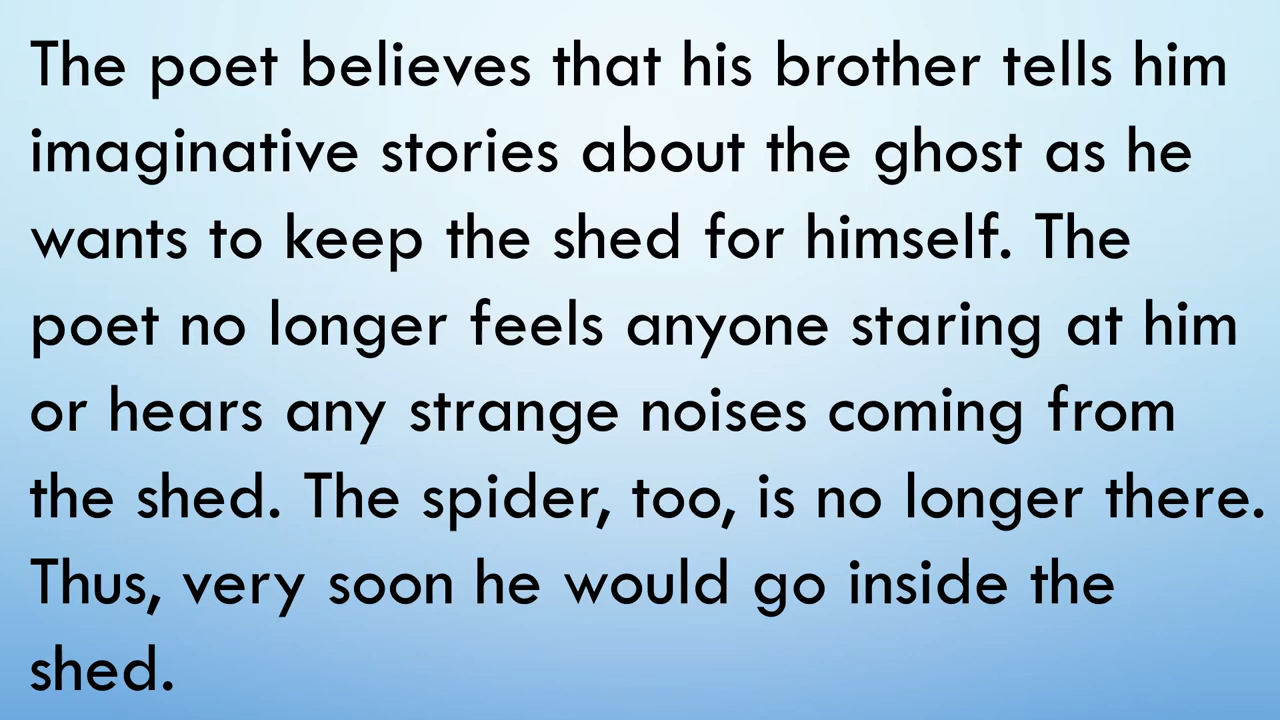 The poet believes that his brother tells him
imaginative stories about the ghost as he
wants to keep the shed for himself. The
poet no longer feels anyone staring at him
or hears any strange noises coming from
the shed. The spider, too, is no longer there.
Thus, very soon he would go inside the
shed.